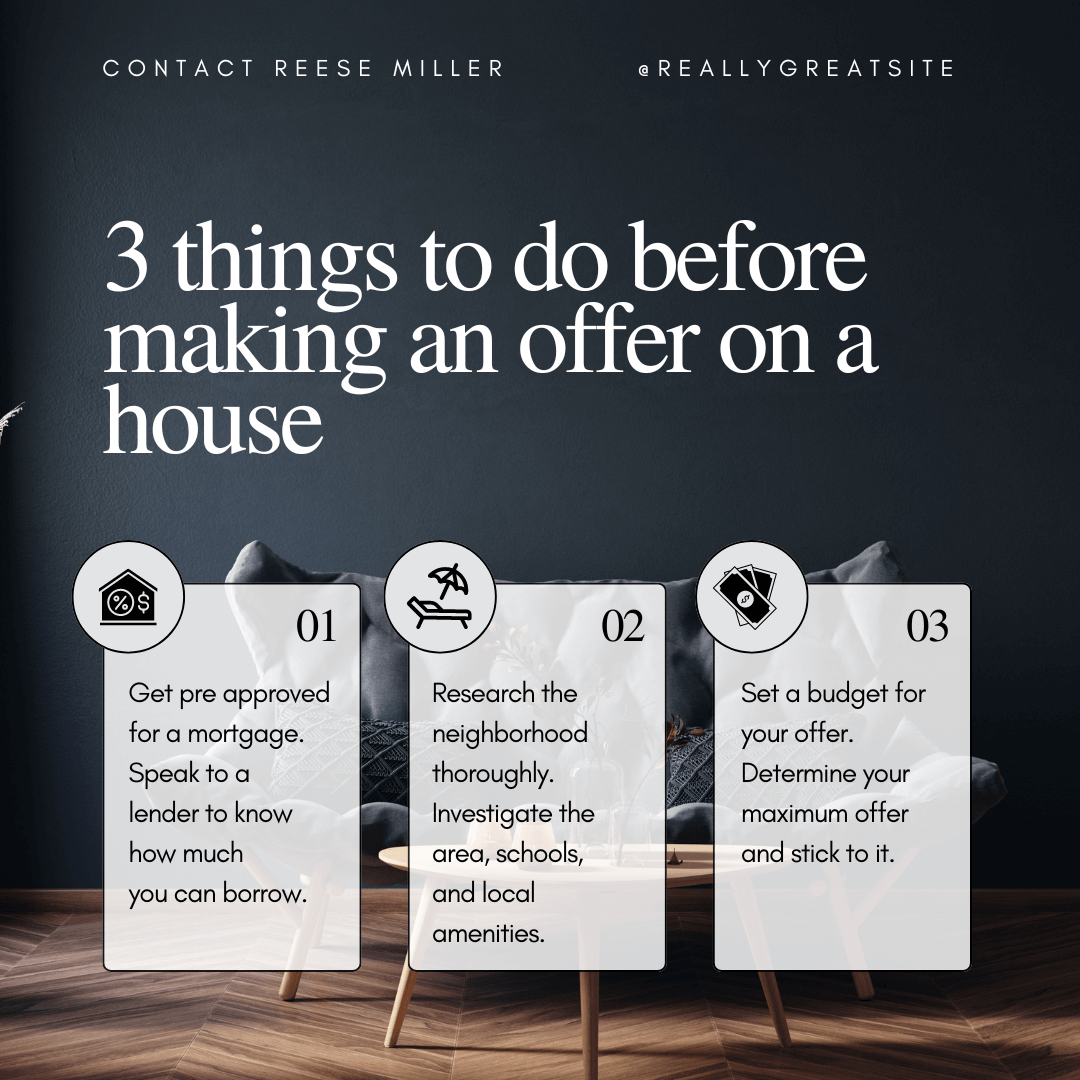 CONTACT REESE MILLER
@REALLYGREATSITE
3 things to do before
making an offer on a
house
01
Get pre approved
for a mortgage.
Speak to a
lender to know
how much
you can borrow.
02
Research the
neighborhood
thoroughly.
Investigate the
area, schools,
and local
amenities.
03
Set a budget for
your offer.
Determine your
maximum offer
and stick to it.